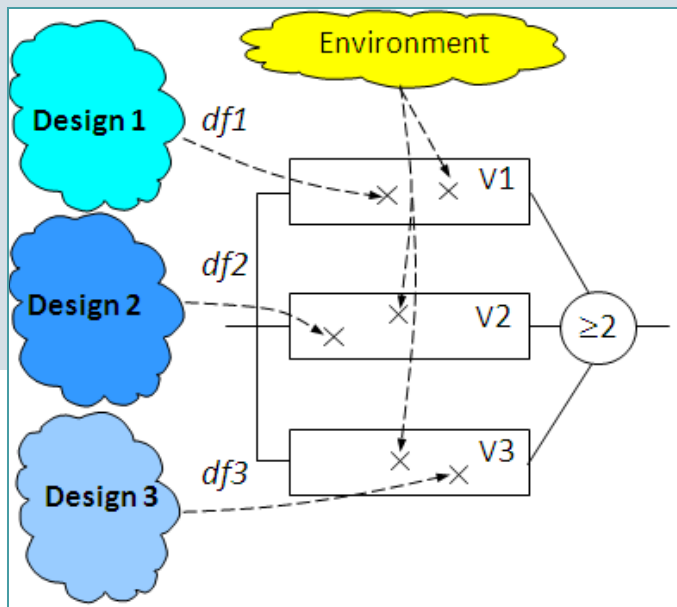 Environment
Design 1
df1
V1
df2
Design 2
V2
≥2
V3
df3
Design 3